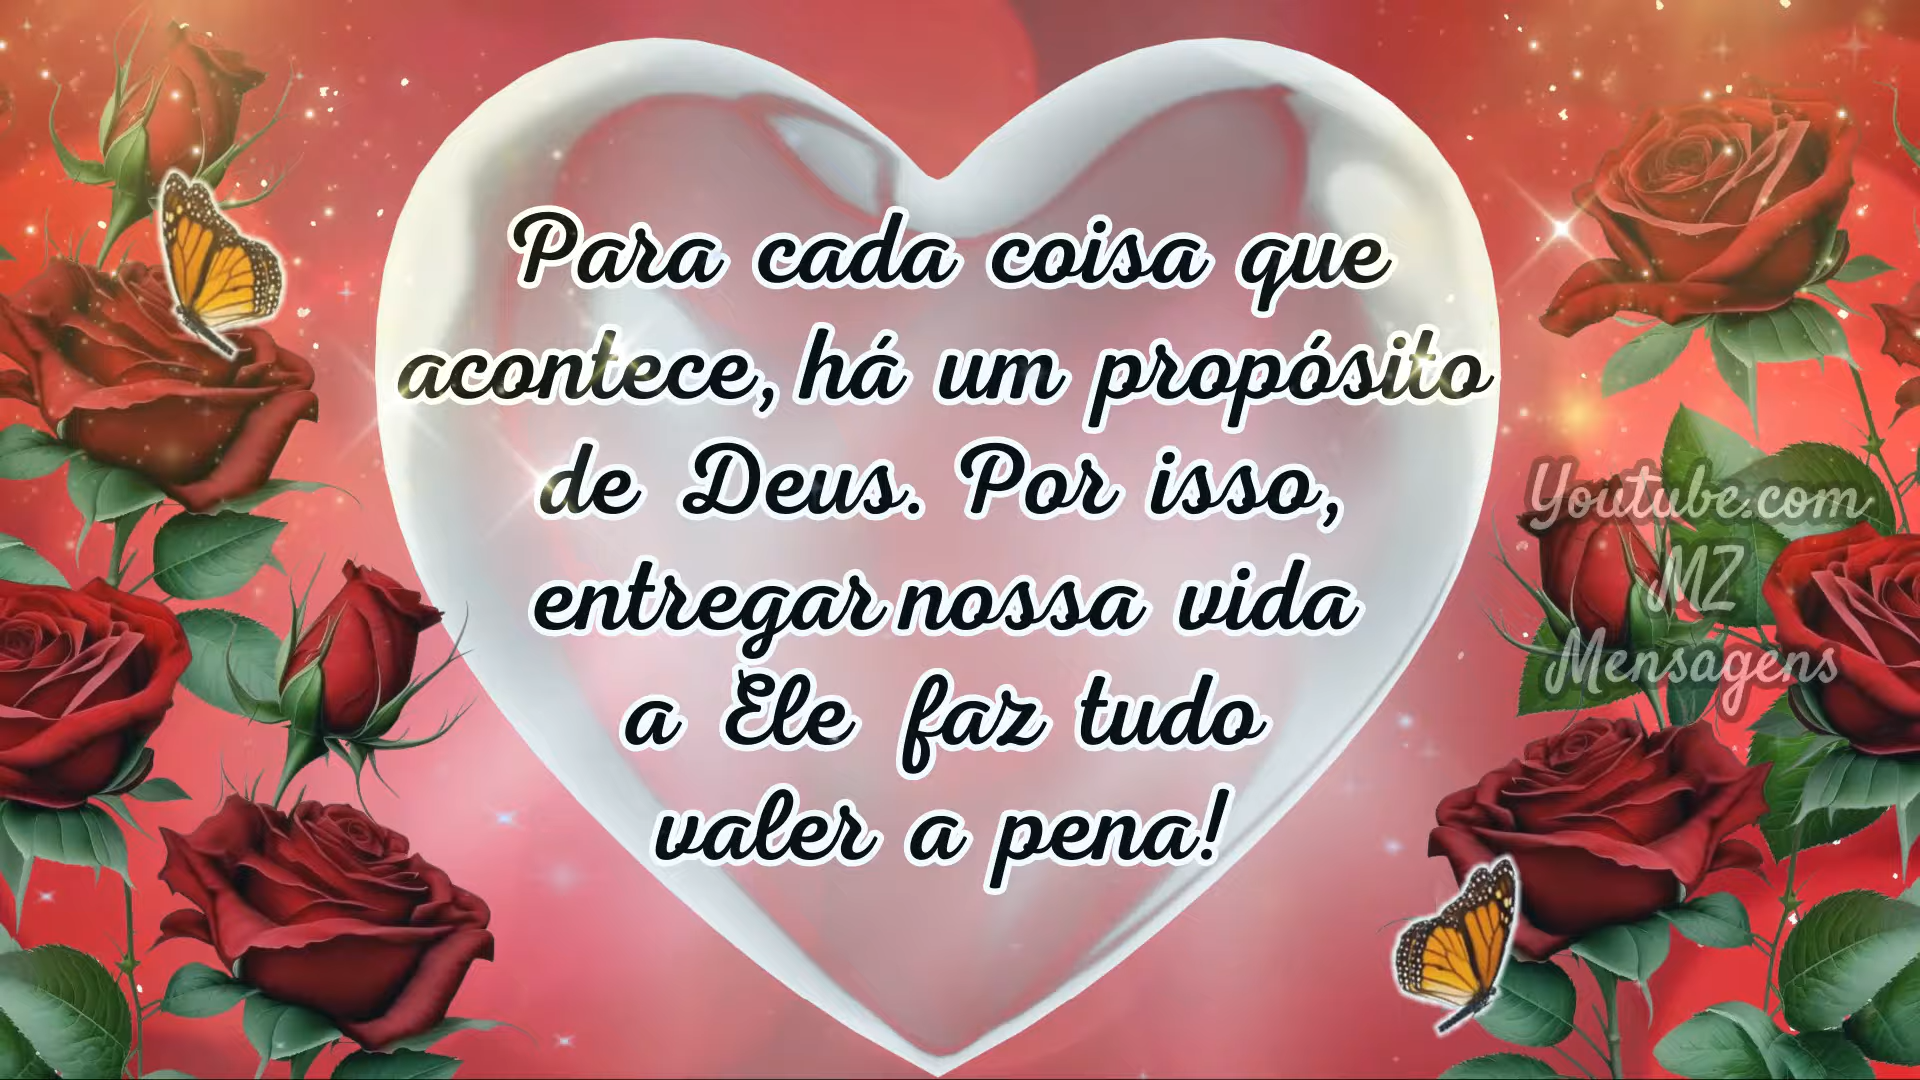 Para cada coisa que
acontece, há um propósito
de Deus. Por isso,
entregar nossa vida
a Ele faz tudo
valer a pena!
Youtube.com
MZ
Mensagens